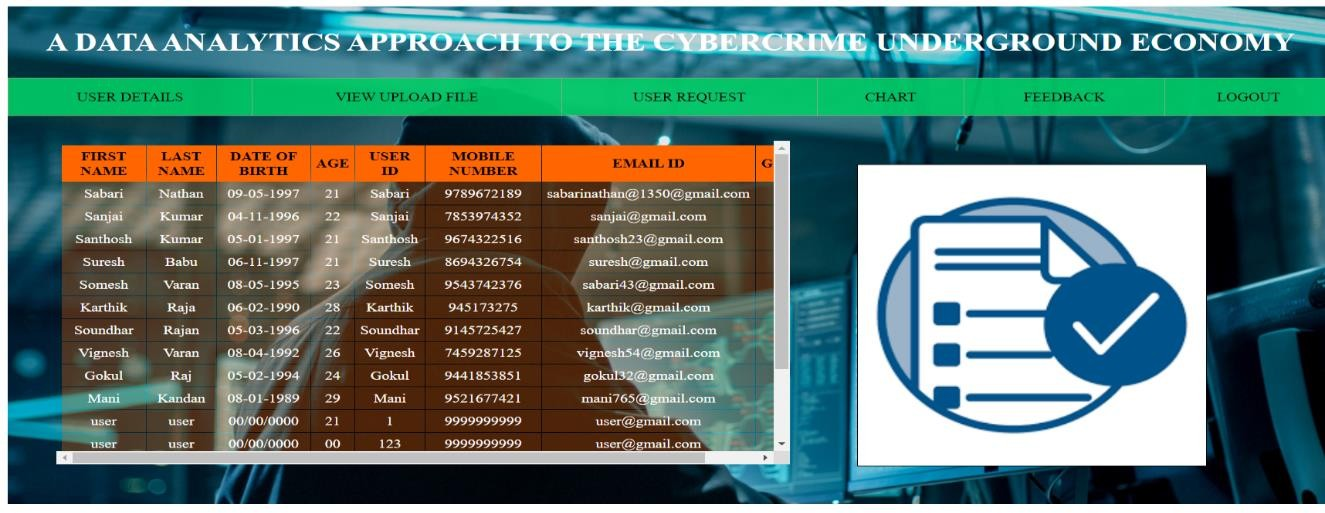 A DATA ANALYTICS APPROACH TO THE CYBERCRIME UNDERGROUND ECONOMY
USER DETAILS VIEW UPLOAD FILE USER REQUEST CHART FEEDBACK LOGOUT
FIRST NAME LAST NAME DATE OF BIRTH AGE USER ID MOBILE NUMBER EMAIL ID G
Sabari Nathan 09-05-1997 21 Sabari 9789672189 sabarinathan@1350@gmail.com
Sanjai Kumar 04-11-1996 22 Sanjai 7853974352 sanjai@gmail.com
Santhosh Kumar 05-01-1997 21 Santhosh 9674322516 santhosh23@gmail.com
Suresh Babu 06-11-1997 21 Suresh 8694326754 suresh@gmail.com
Somesh Varan 08-05-1995 23 Somesh 9543742376 sabari43@gmail.com
Karthik Raja 06-02-1990 28 Karthik 945173275 karthik@gmail.com
Soundhar Rajan 05-03-1996 22 Soundhar 9145725427 soundhar@gmail.com
Vignesh Varan 08-04-1992 26 Vignesh 7459287125 vignesh54@gmail.com
Gokul Raj 05-02-1994 24 Gokul 9441853851 gokul32@gmail.com
Mani Kandan 08-01-1989 29 Mani 9521677421 mani765@gmail.com
user user 00/00/0000 21 1 9999999999 user@gmail.com
user user 00/00/0000 00 123 9999999999 user@gmail.com